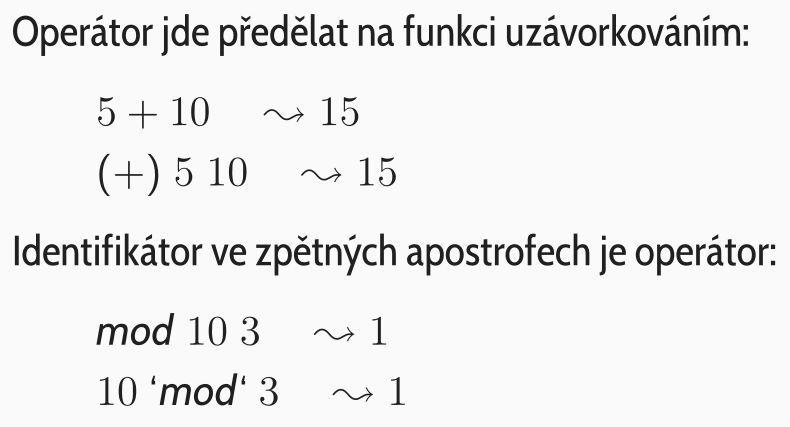 Operátor jde předělat na funkci uzávorkováním:
5 + 10 ⤳ 15
(+) 5 10 ⤳ 15
Identifikátor ve zpětných apostrofech je operátor:
mod 10 3 ⤳ 1
10 ‘mod‘ 3 ⤳ 1